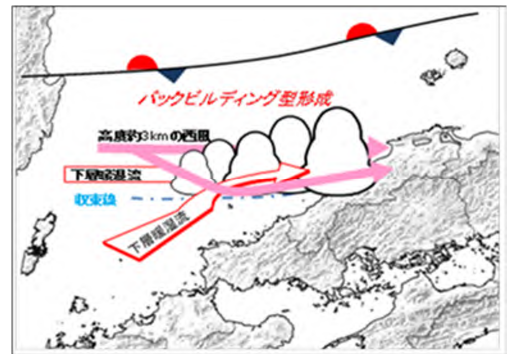 バックビルディング型形成
高度約3kmの西風
下層暖湿流
収束線
下層暖湿流